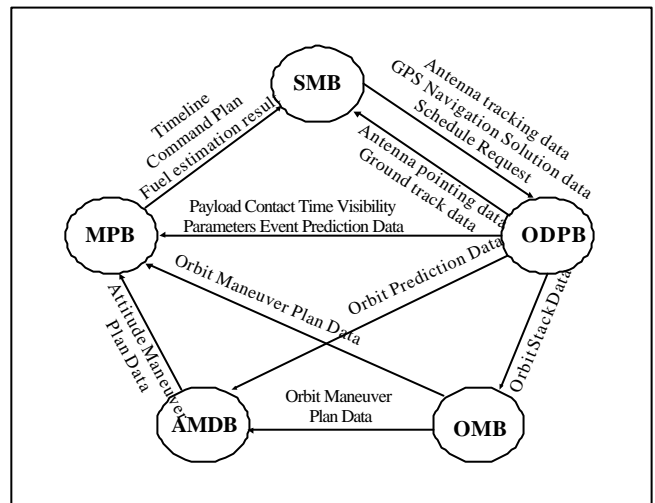 SMB
Timeline
Command Plan
Fuel estimation result
Antenna tracking data
GPS Navigation Solution data
Schedule Request
Antenna pointing data
Ground track data
MPB
Payload Contact Time Visibility
Parameters Event Prediction Data
ODPB
Orbit Maneuver Plan Data
Orbit Prediction Data
Attitude Maneuver
Plan Data
Orbit Stack Data
AMDB
Orbit Maneuver
Plan Data
OMB